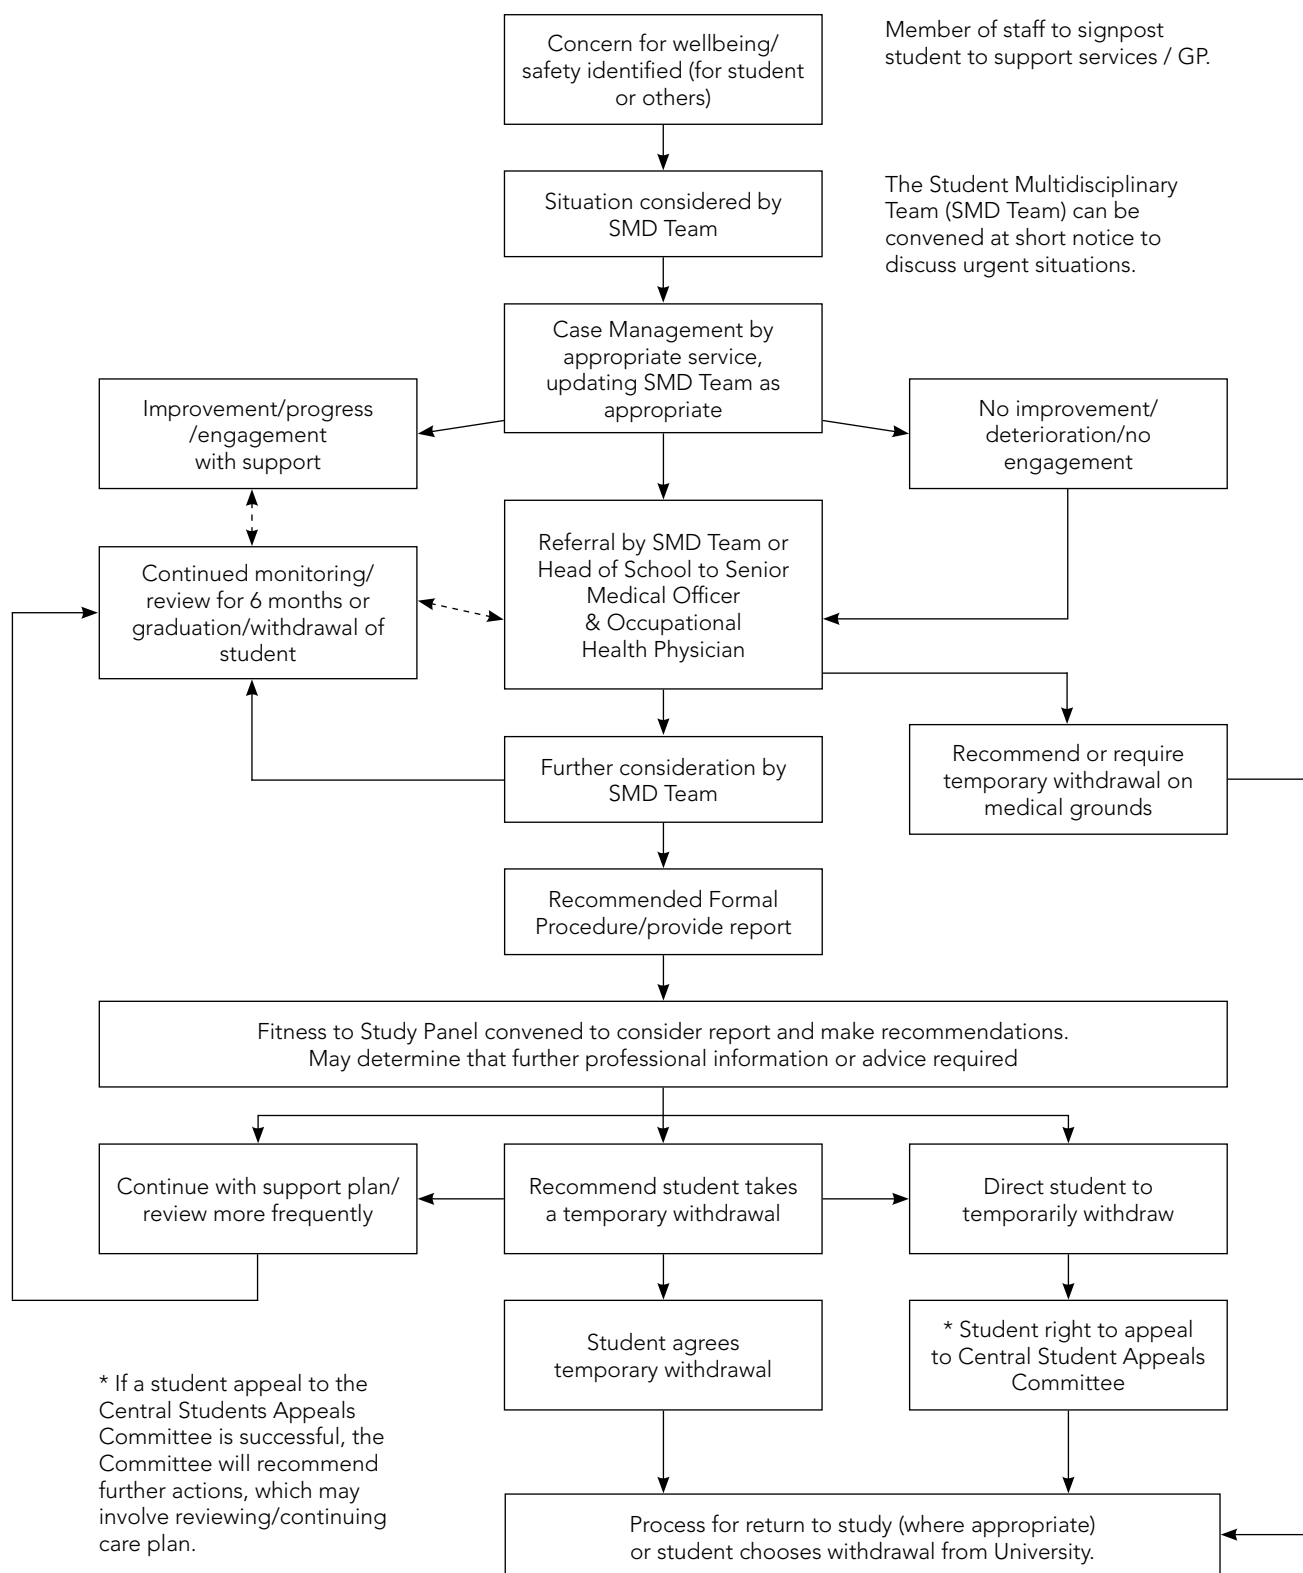 Concern for wellbeing/
safety identified (for student
or others)
Member of staff to signpost
student to support services / GP.
Situation considered by
SMD Team
The Student Multidisciplinary
Team (SMD Team) can be
convened at short notice to
discuss urgent situations.
Case Management by
appropriate service,
updating SMD Team as
appropriate
Improvement/progress
/engagement
with support
No improvement/
deterioration/no
engagement
Continued monitoring/
review for 6 months or
graduation/withdrawal of
student
Referral by SMD Team or
Head of School to Senior
Medical Officer
& Occupational
Health Physician
Further consideration by
SMD Team
Recommend or require
temporary withdrawal on
medical grounds
Recommended Formal
Procedure/provide report
Fitness to Study Panel convened to consider report and make recommendations.
May determine that further professional information or advice required
Continue with support plan/
review more frequently
Recommend student takes
a temporary withdrawal
Direct student to
temporarily withdraw
Student agrees
temporary withdrawal
* Student right to appeal
to Central Student Appeals
Committee
* If a student appeal to the
Central Students Appeals
Committee is successful, the
Committee will recommend
further actions, which may
involve reviewing/continuing
care plan.
Process for return to study (where appropriate)
or student chooses withdrawal from University.